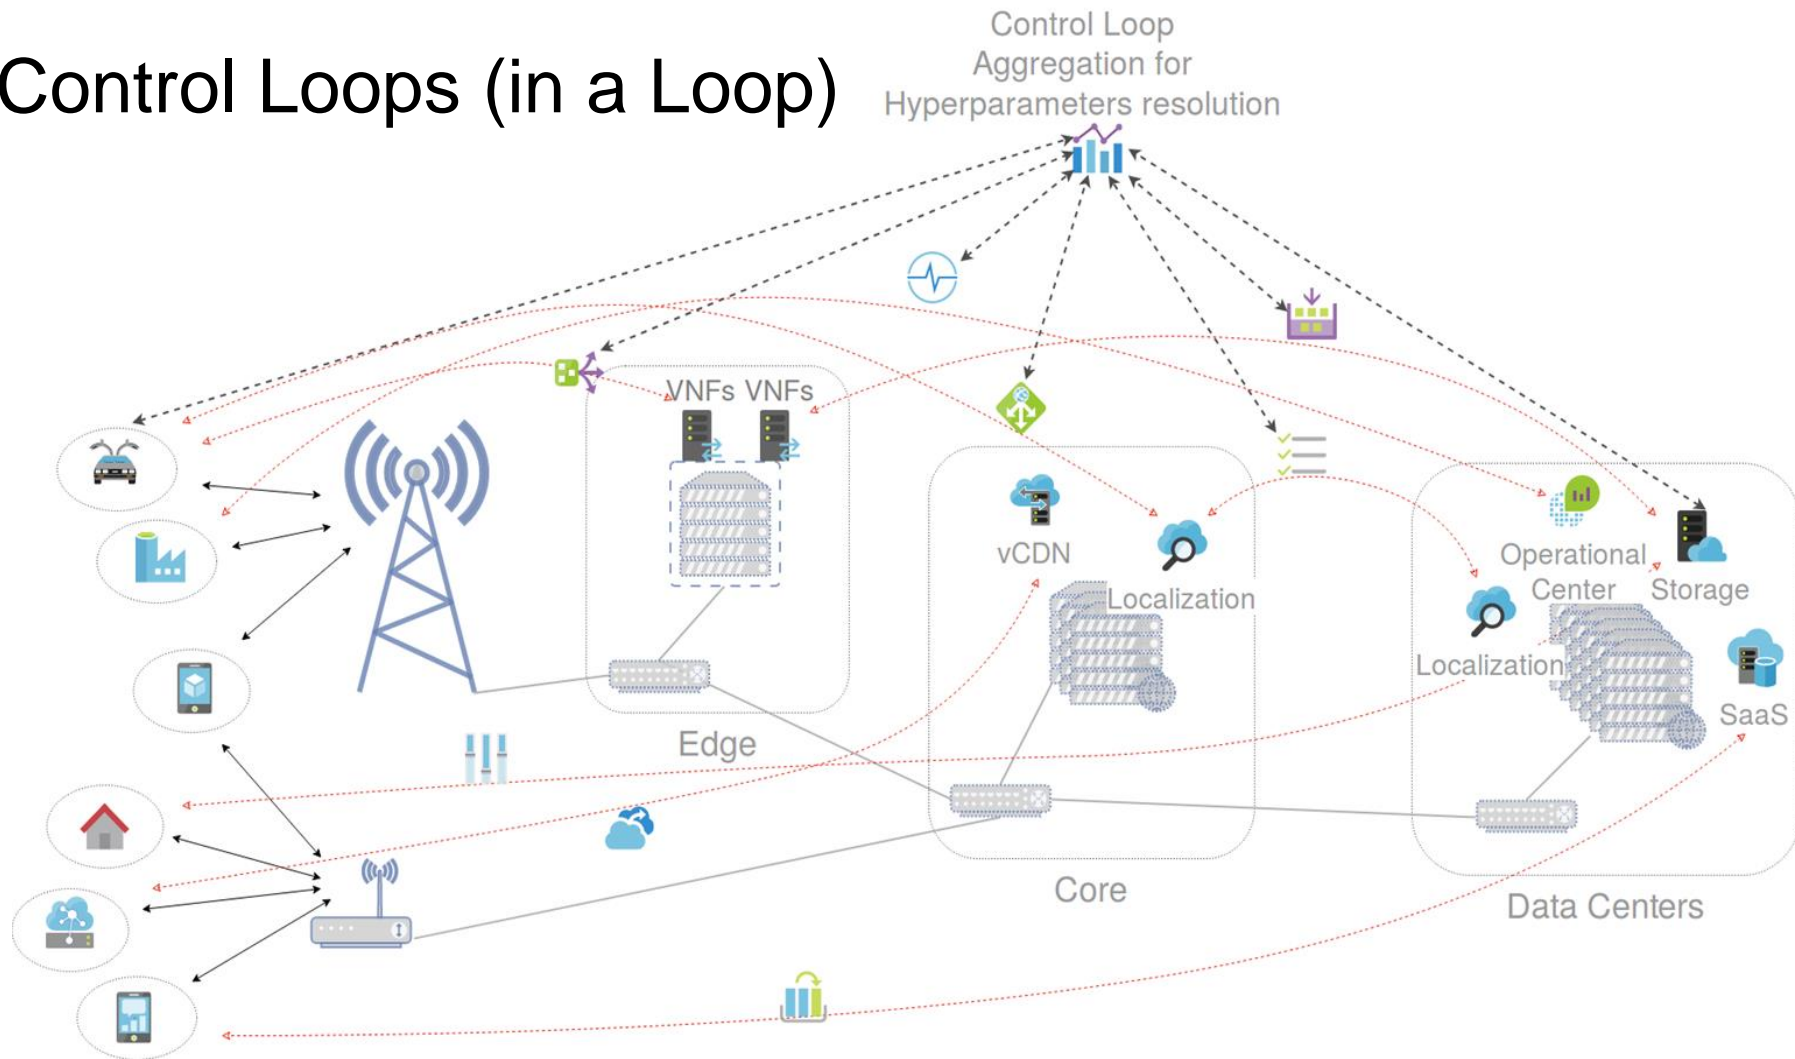 Control Loops (in a Loop)
Control Loop
Aggregation for
Hyperparameters resolution
VNFs VNFs
vCDN
Localization
Operational
Center
Storage
Localization
SaaS
Edge
Core
Data Centers